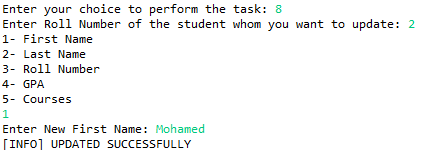 Enter your choice to perform the task: 8
Enter Roll Number of the student whom you want to update: 2
1- First Name
2- Last Name
3- Roll Number
4- GPA
5- Courses
1
Enter New First Name: Mohamed
[INFO] UPDATED SUCCESSFULLY